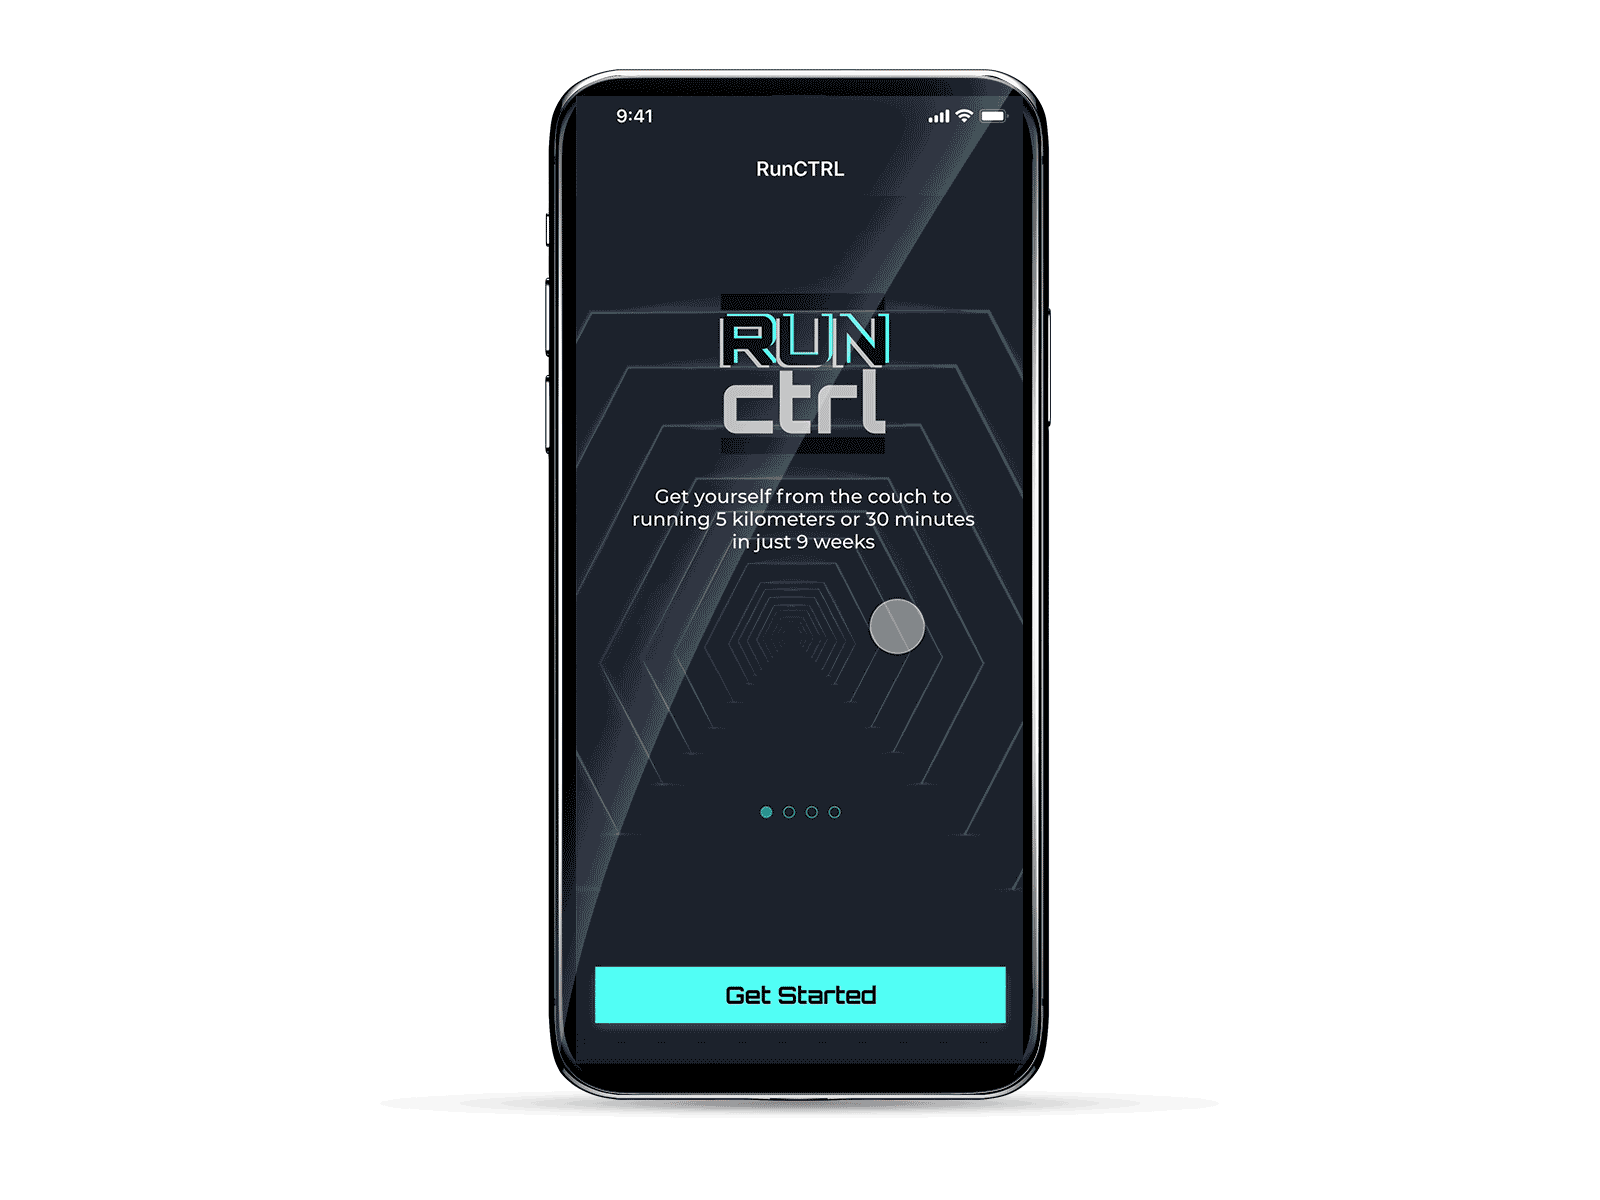 9:41
RunCTRL
RUN
ctrl
Get yourself from the couch to
running 5 kilometers or 30 minutes
in just 9 weeks
Get Started